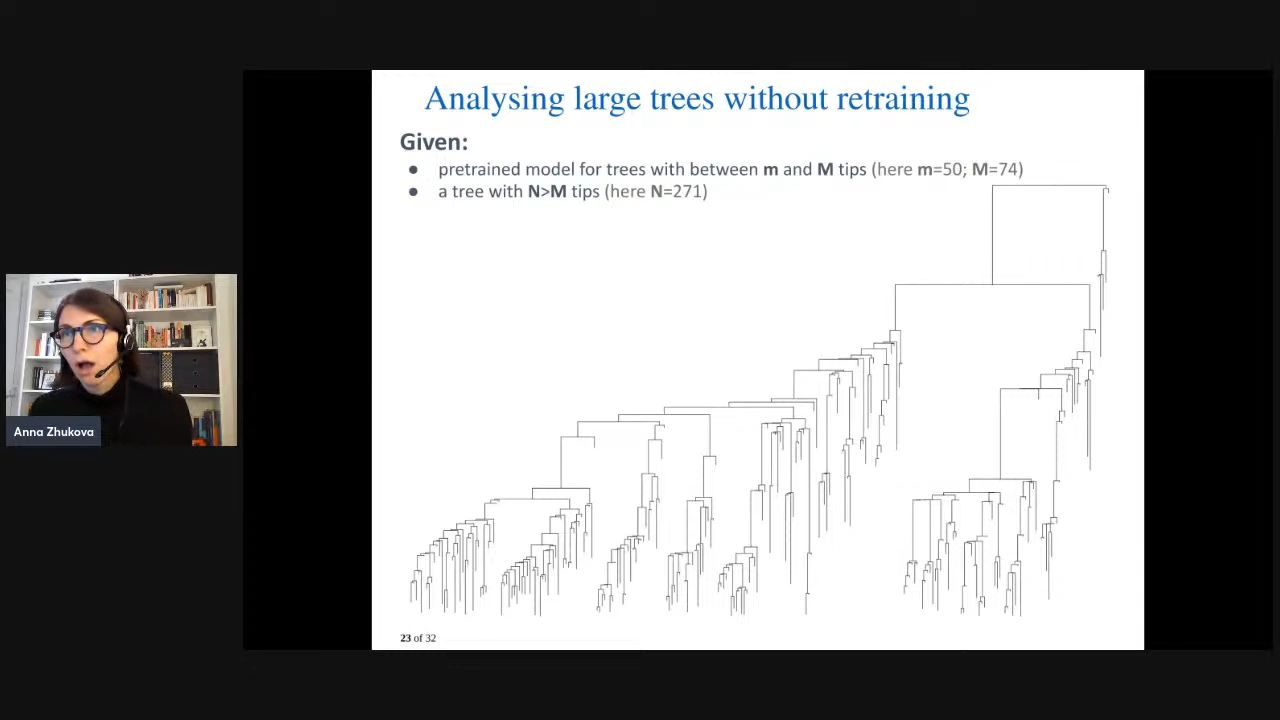 Analysing large trees without retraining
Given:
● pretrained model for trees with between m and M tips (here m=50; M=74)
● a tree with N>M tips (here N=271)
Anna Zhukova
23 of 32